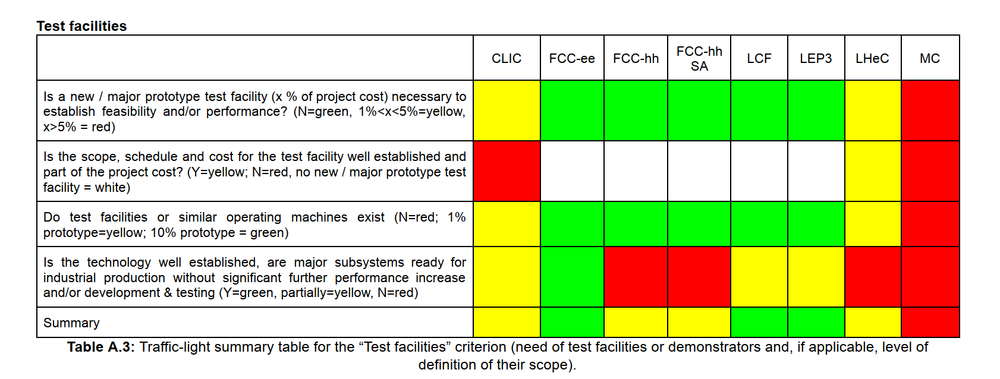 Test facilities
CLIC FCC-ee FCC-hh FCC-hh SA LCF LEP3 LHeC MC
Is a new / major prototype test facility (x % of project cost) necessary to
establish feasibility and/or performance? (N=green, 1%<x<5%=yellow,
x>5% = red)
Is the scope, schedule and cost for the test facility well established and
part of the project cost? (Y=yellow; N=red, no new / major prototype test
facility = white)
Do test facilities or similar operating machines exist (N=red; 1%
prototype=yellow; 10% prototype = green)
Is the technology well established, are major subsystems ready for
industrial production without significant further performance increase
and/or development & testing (Y=green, partially=yellow, N=red)
Summary
Table A.3: Traffic-light summary table for the “Test facilities” criterion (need of test facilities or demonstrators and, if applicable, level of
definition of their scope).